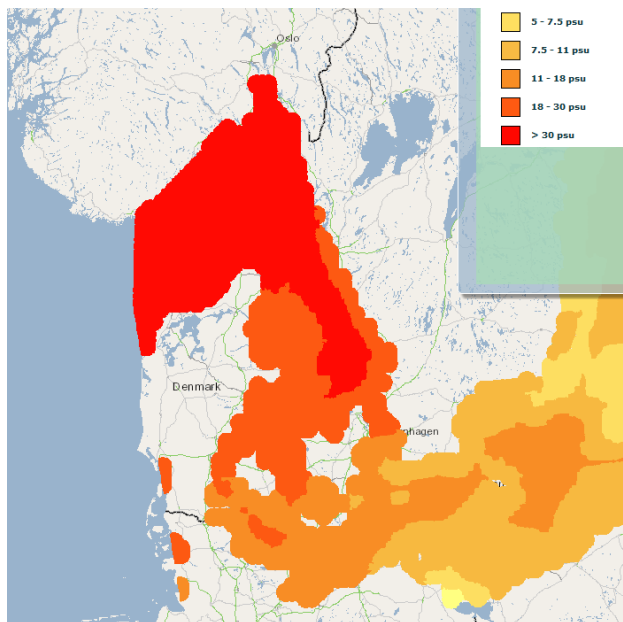 Oslo
5 - 7.5 psu
7.5 - 11 psu
11 - 18 psu
18 - 30 psu
> 30 psu
Denmark
nhagen